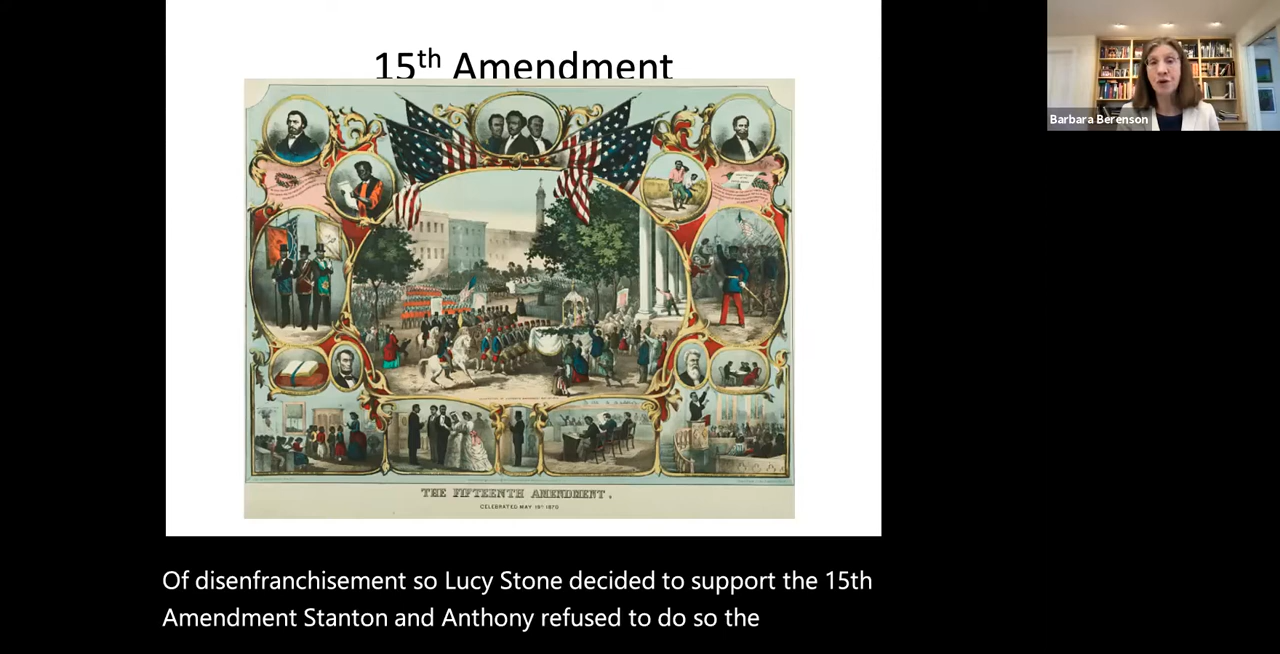 15th Amendment
Barbara Berenson
THE FIFTEENTH AMENDMENT.
CELEBRATED MAY 19TH 1870
Of disenfranchisement so Lucy Stone decided to support the 15th
Amendment Stanton and Anthony refused to do so the